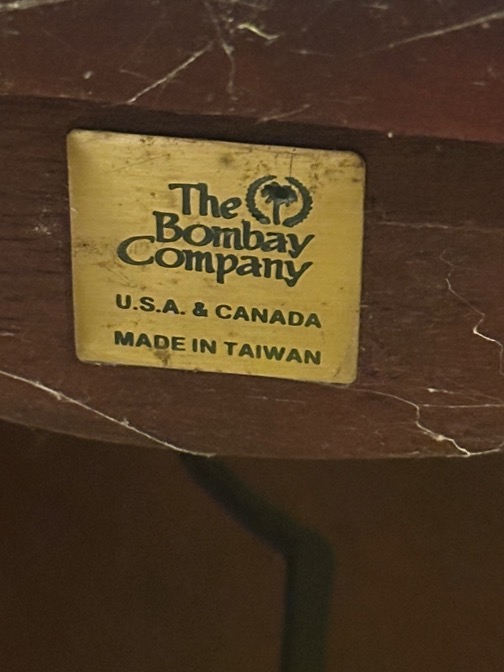 The
Bombay
Company
U.S.A. & CANADA
MADE IN TAIWAN